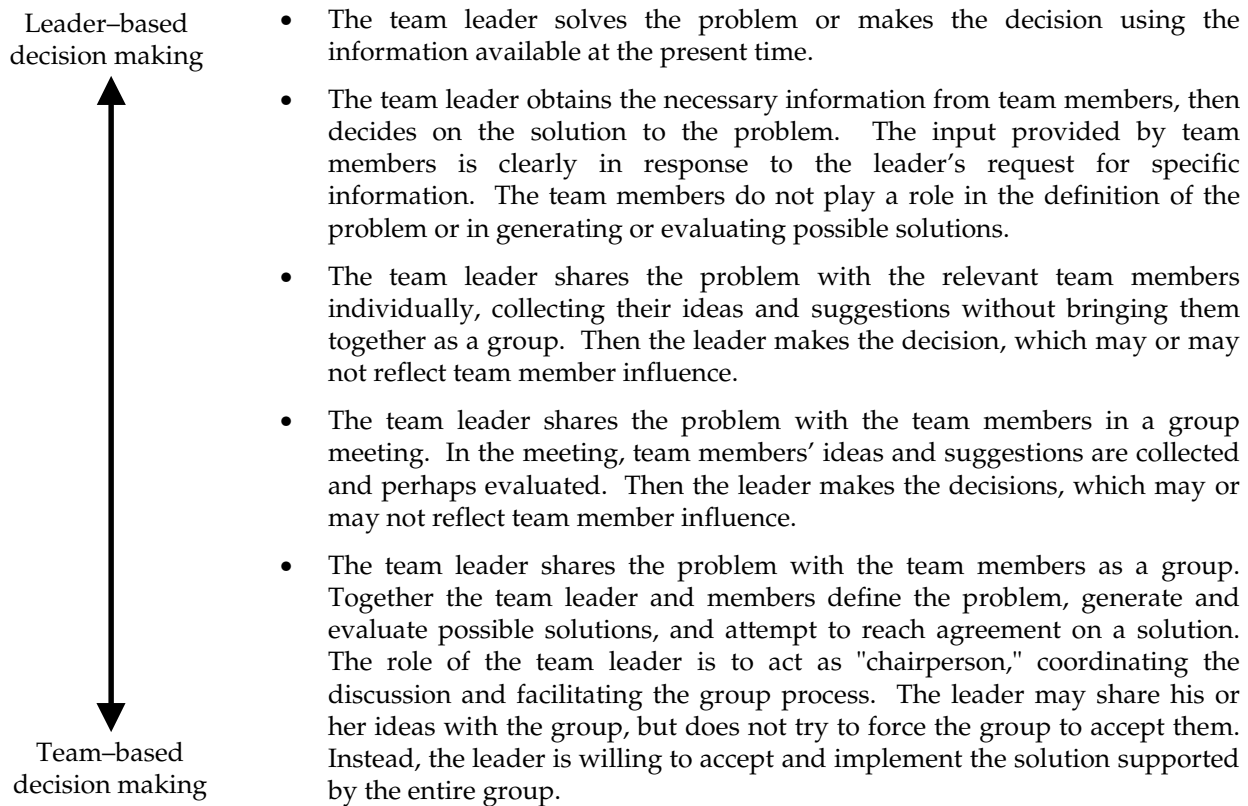 Leader–based
decision making
• The team leader solves the problem or makes the decision using the
information available at the present time.
• The team leader obtains the necessary information from team members, then
decides on the solution to the problem. The input provided by team
members is clearly in response to the leader's request for specific
information. The team members do not play a role in the definition of the
problem or in generating or evaluating possible solutions.
• The team leader shares the problem with the relevant team members
individually, collecting their ideas and suggestions without bringing them
together as a group. Then the leader makes the decision, which may or may
not reflect team member influence.
• The team leader shares the problem with the team members in a group
meeting. In the meeting, team members' ideas and suggestions are collected
and perhaps evaluated. Then the leader makes the decisions, which may or
may not reflect team member influence.
• The team leader shares the problem with the team members as a group.
Together the team leader and members define the problem, generate and
evaluate possible solutions, and attempt to reach agreement on a solution.
The role of the team leader is to act as "chairperson," coordinating the
discussion and facilitating the group process. The leader may share his or
her ideas with the group, but does not try to force the group to accept them.
Instead, the leader is willing to accept and implement the solution supported
by the entire group.
Team–based
decision making